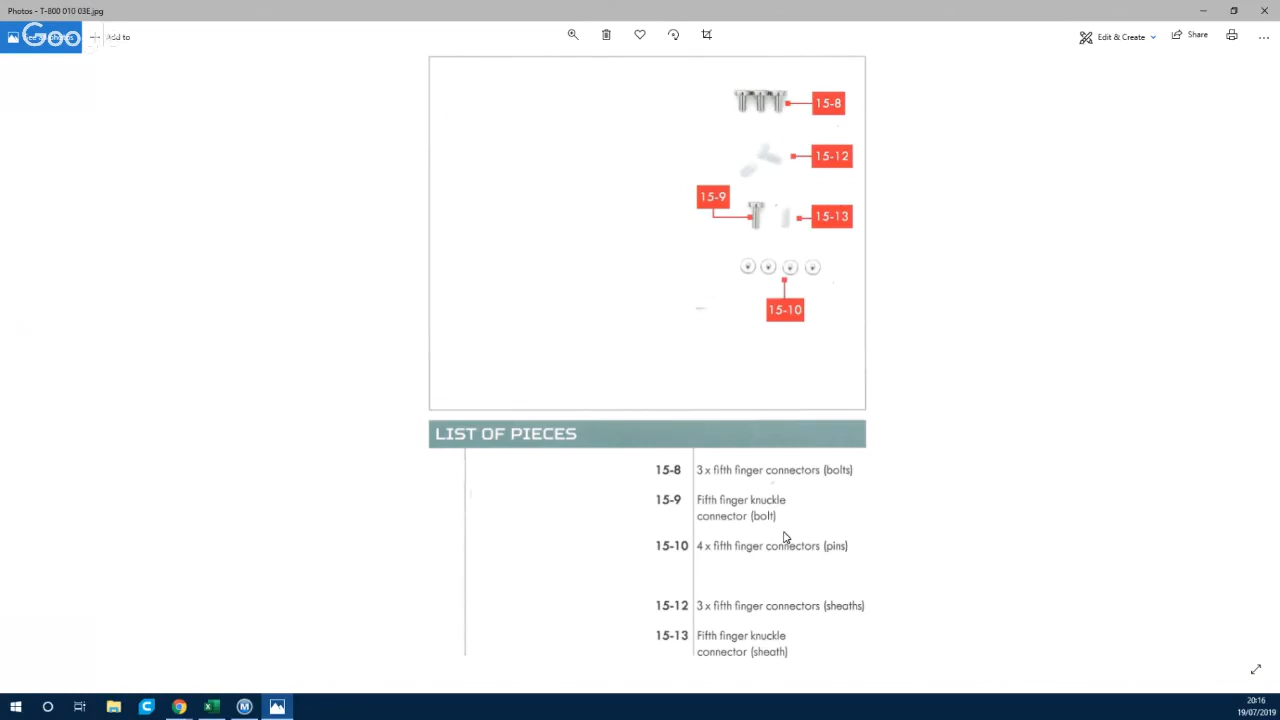 Photos - T-800 010 03E.jpg
Goo
Add to
Edit & Create
Share
15-8
15-12
15-9
15-13
15-10
LIST OF PIECES
15-8 3 x fifth finger connectors (bolts)
15-9 Fifth finger knuckle
connector (bolt)
15-10 4 x fifth finger connectors (pins)
15-12 3 x fifth finger connectors (sheaths)
15-13 Fifth finger knuckle
connector (sheath)
20:16
19/07/2019